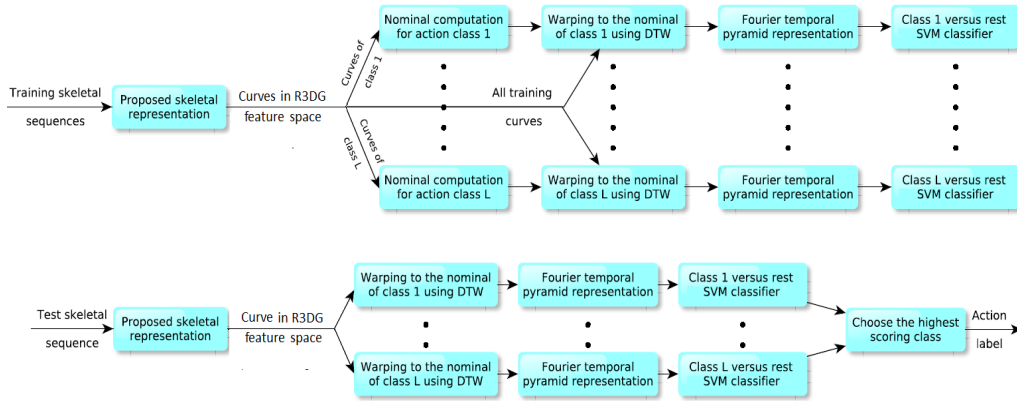 Training skeletal
sequences
Proposed skeletal
representation
Curves in R3DG
feature space
Curves of
class 1
Curves of
class L
Nominal computation
for action class 1
Warping to the nominal
of class 1 using DTW
Fourier temporal
pyramid representation
Class 1 versus rest
SVM classifier
All training
curves
Nominal computation
for action class L
Warping to the nominal
of class L using DTW
Fourier temporal
pyramid representation
Class L versus rest
SVM classifier
Test skeletal
sequence
Proposed skeletal
representation
Curve in R3DG
feature space
Warping to the nominal
of class 1 using DTW
Fourier temporal
pyramid representation
Class 1 versus rest
SVM classifier
Warping to the nominal
of class L using DTW
Fourier temporal
pyramid representation
Class L versus rest
SVM classifier
Choose the highest
scoring class
Action
label